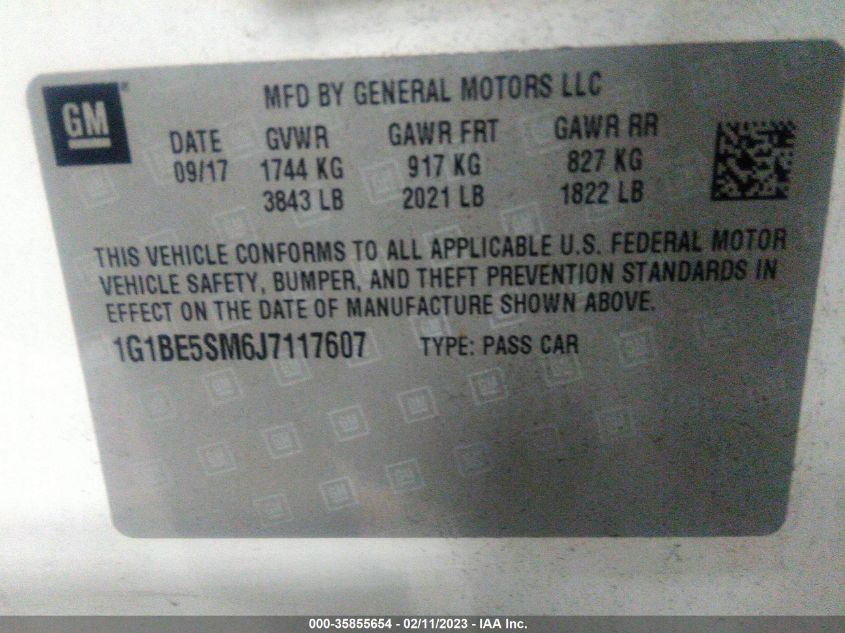 GM ®
MFD BY GENERAL MOTORS LLC
DATE GVWR GAWR FRT GAWR RR
09/17 1744 KG 917 KG 827 KG
3843 LB 2021 LB 1822 LB
THIS VEHICLE CONFORMS TO ALL APPLICABLE U.S. FEDERAL MOTOR
VEHICLE SAFETY, BUMPER, AND THEFT PREVENTION STANDARDS IN
EFFECT ON THE DATE OF MANUFACTURE SHOWN ABOVE.
1G1BE5SM6J7117607 TYPE: PASS CAR
000-35855654 - 02/11/2023 - IAA Inc.